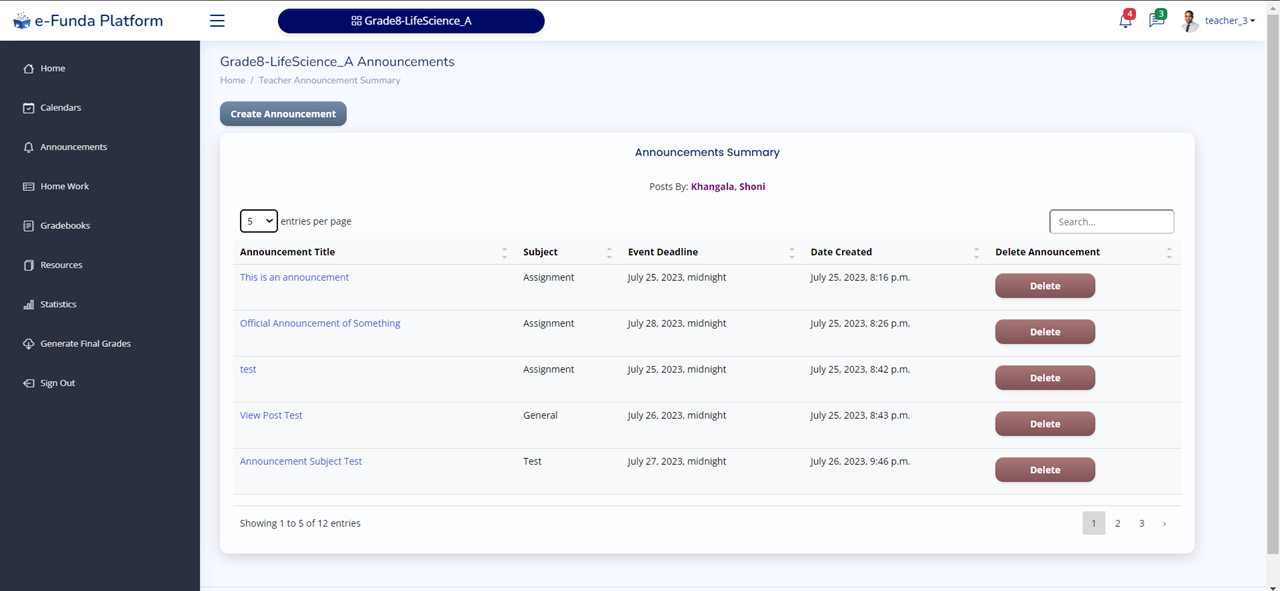 e-Funda Platform
Grade8-LifeScience_A
4
3
teacher_3
Home
Calendars
Announcements
Home Work
Gradebooks
Resources
Statistics
Generate Final Grades
Sign Out
Grade8-LifeScience_A Announcements
Home / Teacher Announcement Summary
Create Announcement
Announcements Summary
Posts By: Khangala, Shoni
5 entries per page
Search...
Announcement Title Subject Event Deadline Date Created Delete Announcement
This is an announcement Assignment July 25, 2023, midnight July 25, 2023, 8:16 p.m. Delete
Official Announcement of Something Assignment July 28, 2023, midnight July 25, 2023, 8:26 p.m. Delete
test Assignment July 25, 2023, midnight July 25, 2023, 8:42 p.m. Delete
View Post Test General July 26, 2023, midnight July 25, 2023, 8:43 p.m. Delete
Announcement Subject Test Test July 27, 2023, midnight July 26, 2023, 9:46 p.m. Delete
Showing 1 to 5 of 12 entries
1 2 3 ›